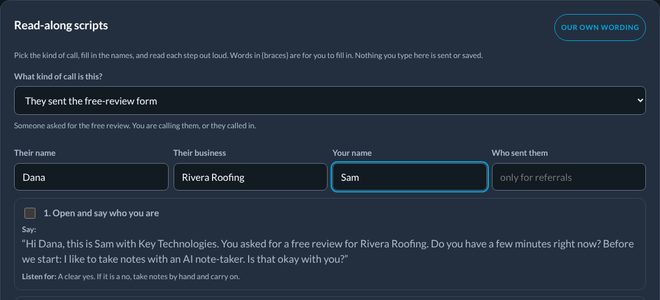 Read-along scripts
OUR OWN WORDING
Pick the kind of call, fill in the names, and read each step out loud. Words in {braces} are for you to fill in. Nothing you type here is sent or saved.
What kind of call is this?
They sent the free-review form
Someone asked for the free review. You are calling them, or they called in.
Their name
Their business
Your name
Who sent them
Dana
Rivera Roofing
Sam
only for referrals
1. Open and say who you are
Say:
“Hi Dana, this is Sam with Key Technologies. You asked for a free review for Rivera Roofing. Do you have a few minutes right now? Before
we start: I like to take notes with an AI note-taker. Is that okay with you?”
Listen for: A clear yes. If it is a no, take notes by hand and carry on.